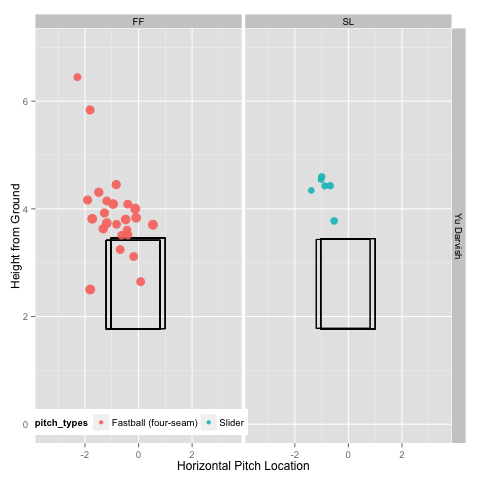 FF
SL
Height from Ground
6
4
2
0
Yu Darvish
pitch_types
Fastball (four-seam)
Slider
-2
0
2
-2
0
2
Horizontal Pitch Location